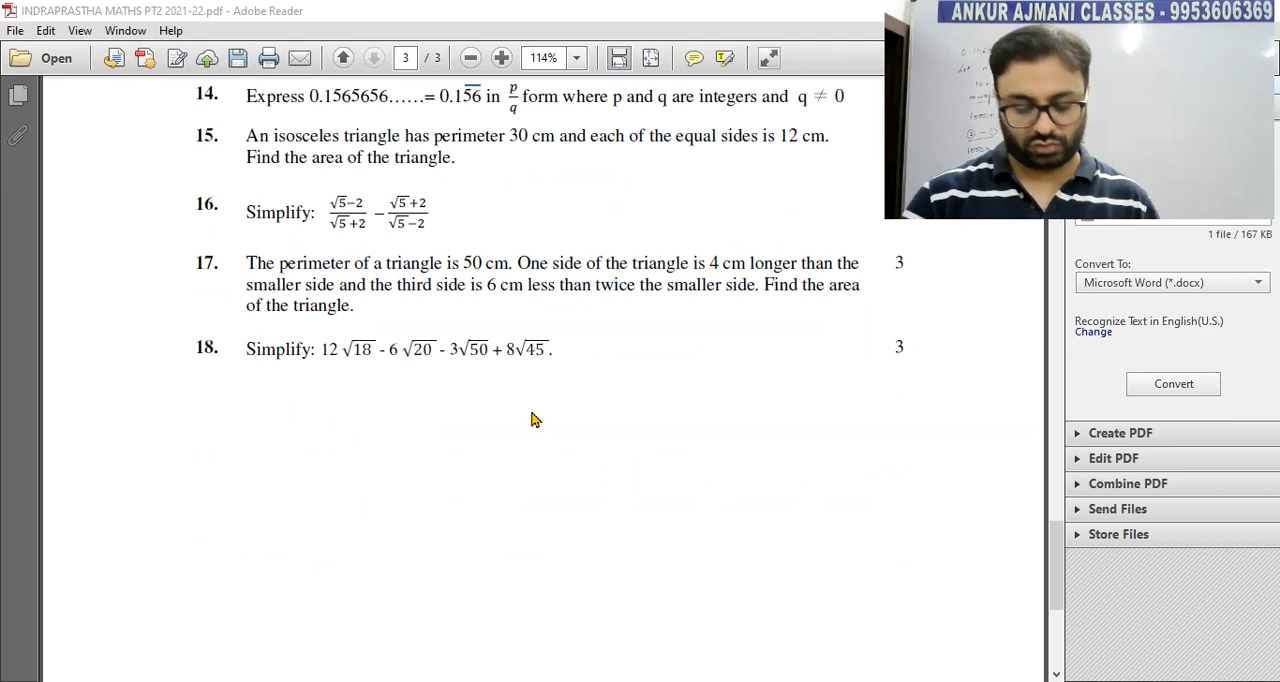 INDRAPRASTHA MATHS PT2 2021-22.pdf - Adobe Reader
File Edit View Window Help
Open 3 / 3 114%
ANKUR AJMANI CLASSES - 9953606369
14. Express 0.1565656......= 0.1\overline{56} in \frac{p}{q} form where p and q are integers and q ≠ 0
15. An isosceles triangle has perimeter 30 cm and each of the equal sides is 12 cm.
Find the area of the triangle.
16. Simplify: \frac{√5−2}{√5+2} − \frac{√5+2}{√5−2}
17. The perimeter of a triangle is 50 cm. One side of the triangle is 4 cm longer than the 3
smaller side and the third side is 6 cm less than twice the smaller side. Find the area
of the triangle.
18. Simplify: 12 √18 - 6 √20 - 3√50 + 8√45. 3
1 file / 167 KB
Convert To:
Microsoft Word (*.docx)
Recognize Text in English(U.S.)
Change
Convert
Create PDF
Edit PDF
Combine PDF
Send Files
Store Files